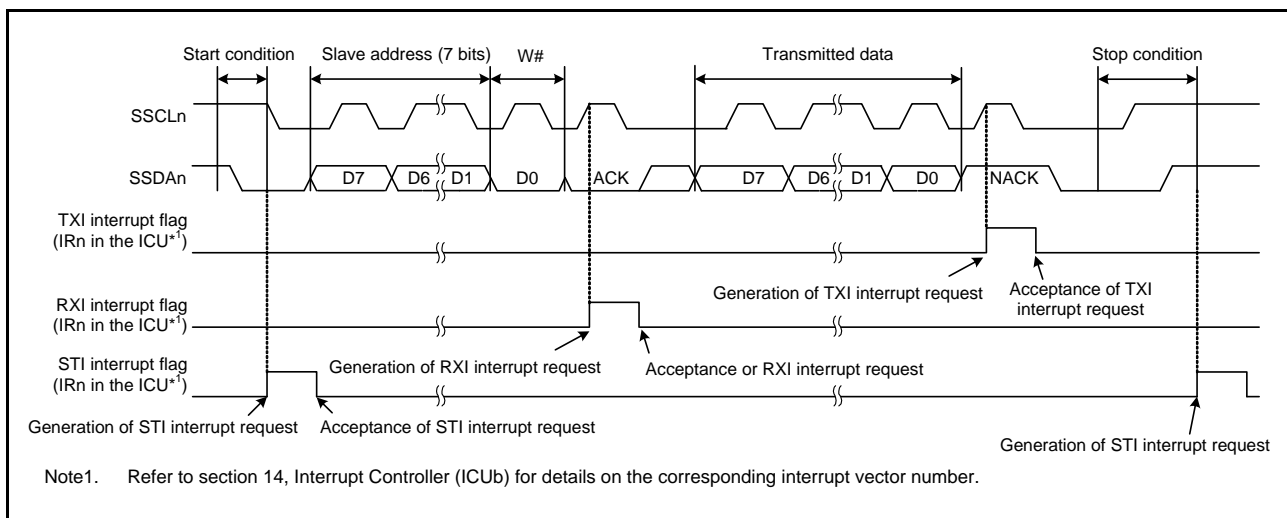 Start condition
Slave address (7 bits)
W#
Transmitted data
Stop condition
SSCLn
SSDAn
D7 D6 D1 D0 ACK D7 D6 D1 D0 NACK
TXI interrupt flag
(IRn in the ICU*1)
Generation of TXI interrupt request
Acceptance of TXI
interrupt request
RXI interrupt flag
(IRn in the ICU*1)
Generation of RXI interrupt request
Acceptance or RXI interrupt request
STI interrupt flag
(IRn in the ICU*1)
Generation of STI interrupt request
Acceptance of STI interrupt request
Generation of STI interrupt request
Note1. Refer to section 14, Interrupt Controller (ICUb) for details on the corresponding interrupt vector number.